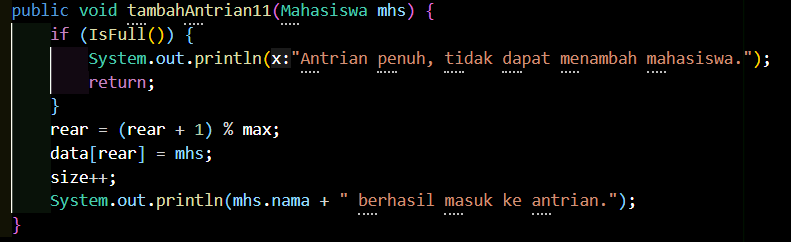 public void tambahAntrian11(Mahasiswa mhs) {
if (IsFull()) {
System.out.println(x:"Antrian penuh, tidak dapat menambah mahasiswa.");
return;
}
rear = (rear + 1) % max;
data[rear] = mhs;
size++;
System.out.println(mhs.nama + " berhasil masuk ke antrian.");
}